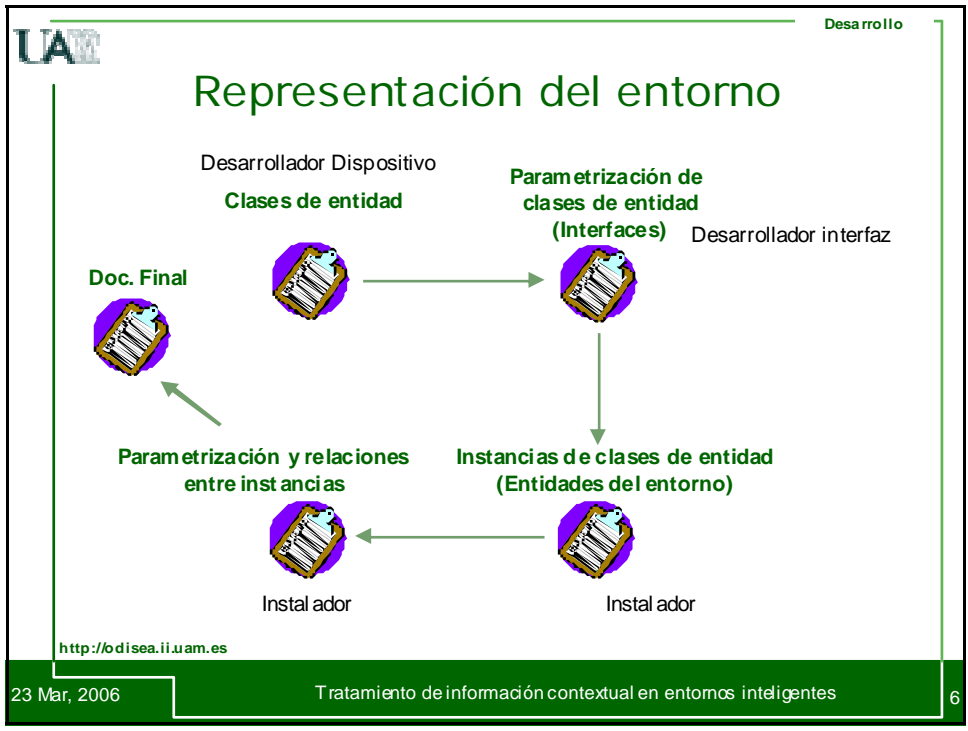 Desarrollo
UAM
Representación del entorno
Desarrollador Dispositivo
Clases de entidad
Parametrización de
clases de entidad
(Interfaces)
Desarrollador interfaz
Doc. Final
Parametrización y relaciones
entre instancias
Instancias de clases de entidad
(Entidades del entorno)
Instalador
Instalador
http://odisea.ii.uam.es
23 Mar, 2006
Tratamiento de información contextual en entornos inteligentes
6